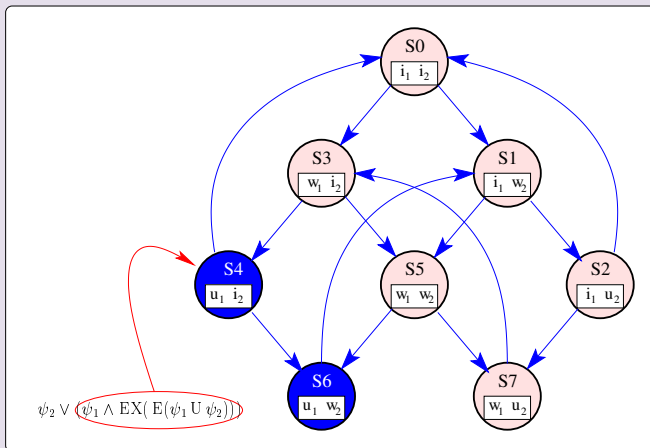 S0
i₁ i₂
S3
w₁ i₂
S1
i₁ w₂
S4
u₁ i₂
S5
w₁ w₂
S2
i₁ u₂
S6
u₁ w₂
S7
w₁ u₂
ψ₂ ∨ (ψ₁ ∧ EX( E(ψ₁ U ψ₂)))